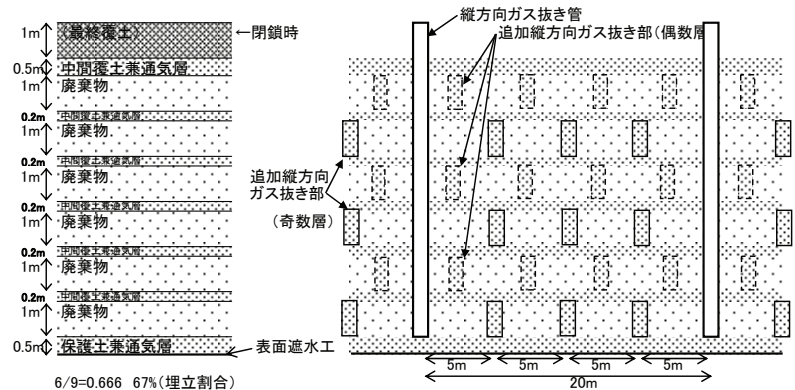 1m
(最終覆土)
←閉鎖時
0.5m
中間覆土兼通気層
1m
廃棄物
0.2m
中間覆土兼通気層
1m
廃棄物
0.2m
中間覆土兼通気層
1m
廃棄物
0.2m
中間覆土兼通気層
1m
廃棄物
0.2m
中間覆土兼通気層
1m
廃棄物
0.2m
中間覆土兼通気層
1m
廃棄物
0.5m
保護土兼通気層
表面遮水工
6/9=0.666 67%(埋立割合)
縦方向ガス抜き管
追加縦方向ガス抜き部(偶数層)
追加縦方向
ガス抜き部
(奇数層)
5m
5m
5m
5m
20m